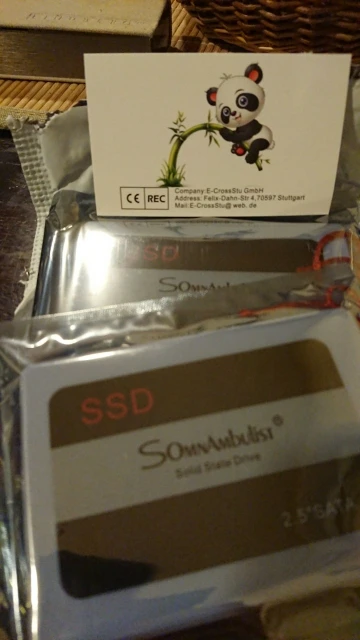 CE REC
Company:E-CrossStu GmbH
Address: Felix-Dahn-Str 4,70597 Stuttgart
Mail:E-CrossStu@ web. de
SSD
SSD
SOmnAmbulist®
Solid State Drive
2.5"SATA